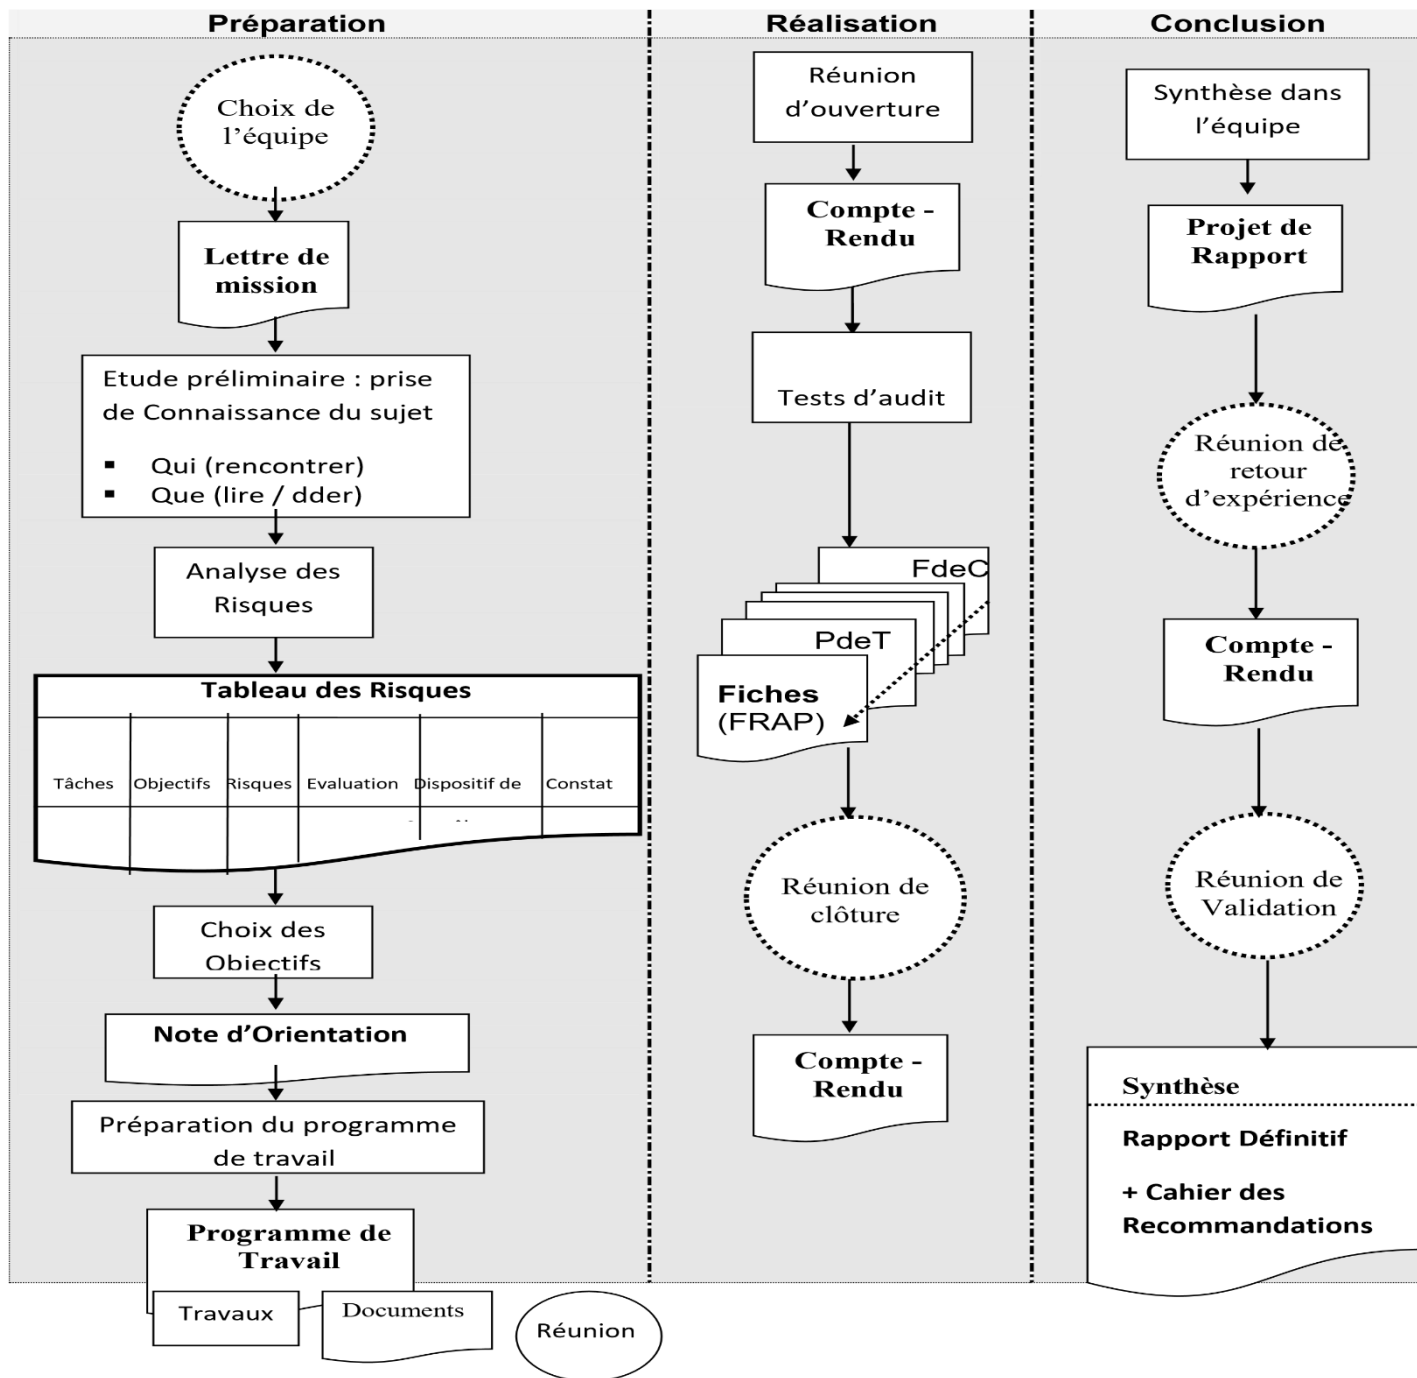 Préparation
Choix de
l’équipe
Lettre de
mission
Etude préliminaire : prise
de Connaissance du sujet
▪ Qui (rencontrer)
▪ Que (lire / dder)
Analyse des
Risques
Tableau des Risques
Tâches Objectifs Risques Evaluation Dispositif de Constat
Choix des
Objectifs
Note d’Orientation
Préparation du programme
de travail
Programme de
Travail
Réalisation
Réunion
d’ouverture
Compte -
Rendu
Tests d’audit
FdeC
PdeT
Fiches
(FRAP)
Réunion de
clôture
Compte -
Rendu
Conclusion
Synthèse dans
l’équipe
Projet de
Rapport
Réunion de
retour
d’expérience
Compte -
Rendu
Réunion de
Validation
Synthèse
Rapport Définitif
+ Cahier des
Recommandations
Travaux
Documents
Réunion